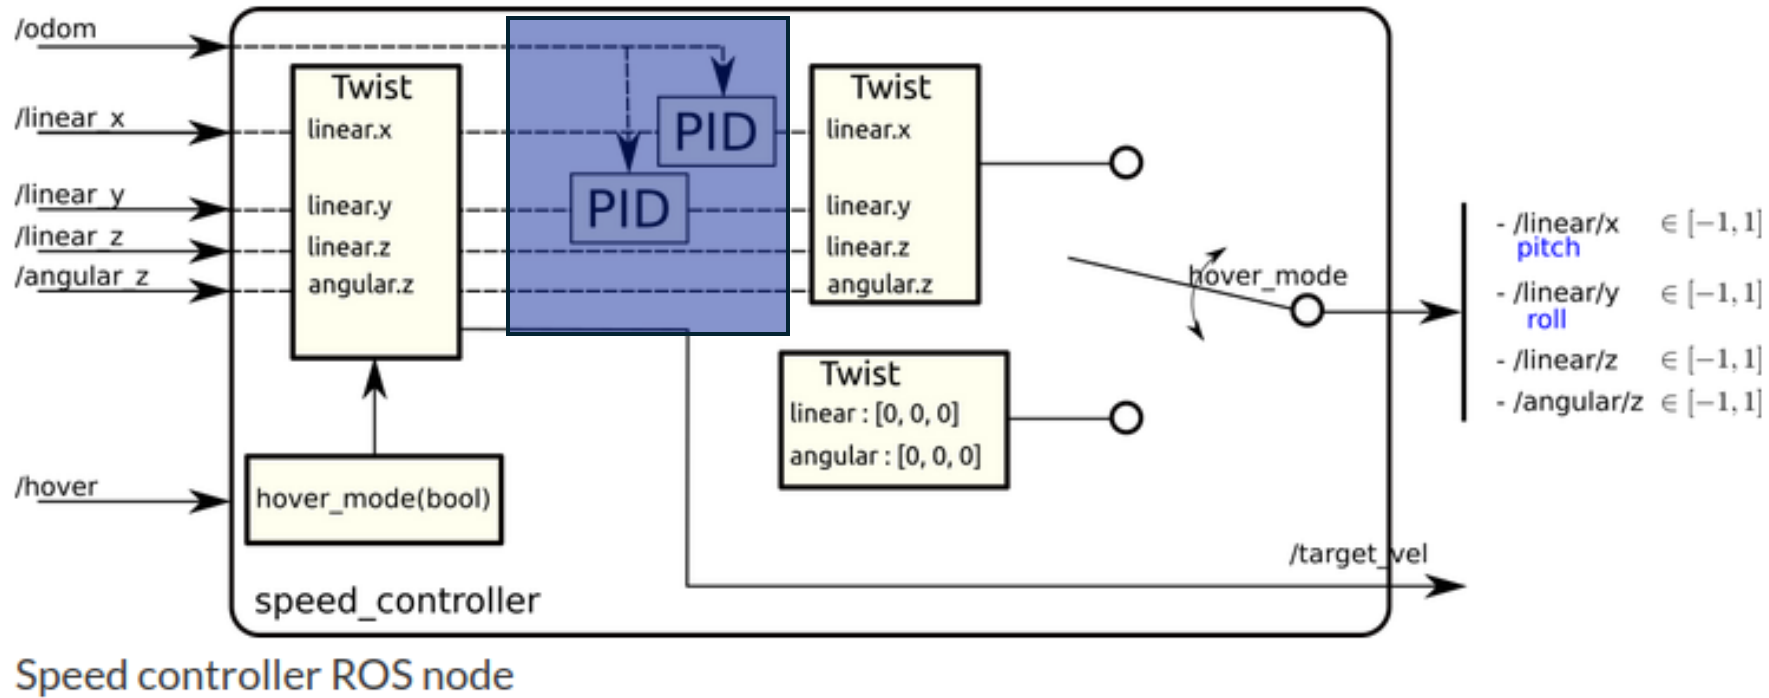 /odom
/linear_x
/linear_y
/linear_z
/angular_z
/hover
Twist
linear.x
linear.y
linear.z
angular.z
hover_mode(bool)
speed_controller
PID
PID
Twist
linear.x
linear.y
linear.z
angular.z
Twist
linear : [0, 0, 0]
angular : [0, 0, 0]
hover_mode
/target_vel
- /linear/x ∈ [−1, 1]
pitch
- /linear/y ∈ [−1, 1]
roll
- /linear/z ∈ [−1, 1]
- /angular/z ∈ [−1, 1]
Speed controller ROS node